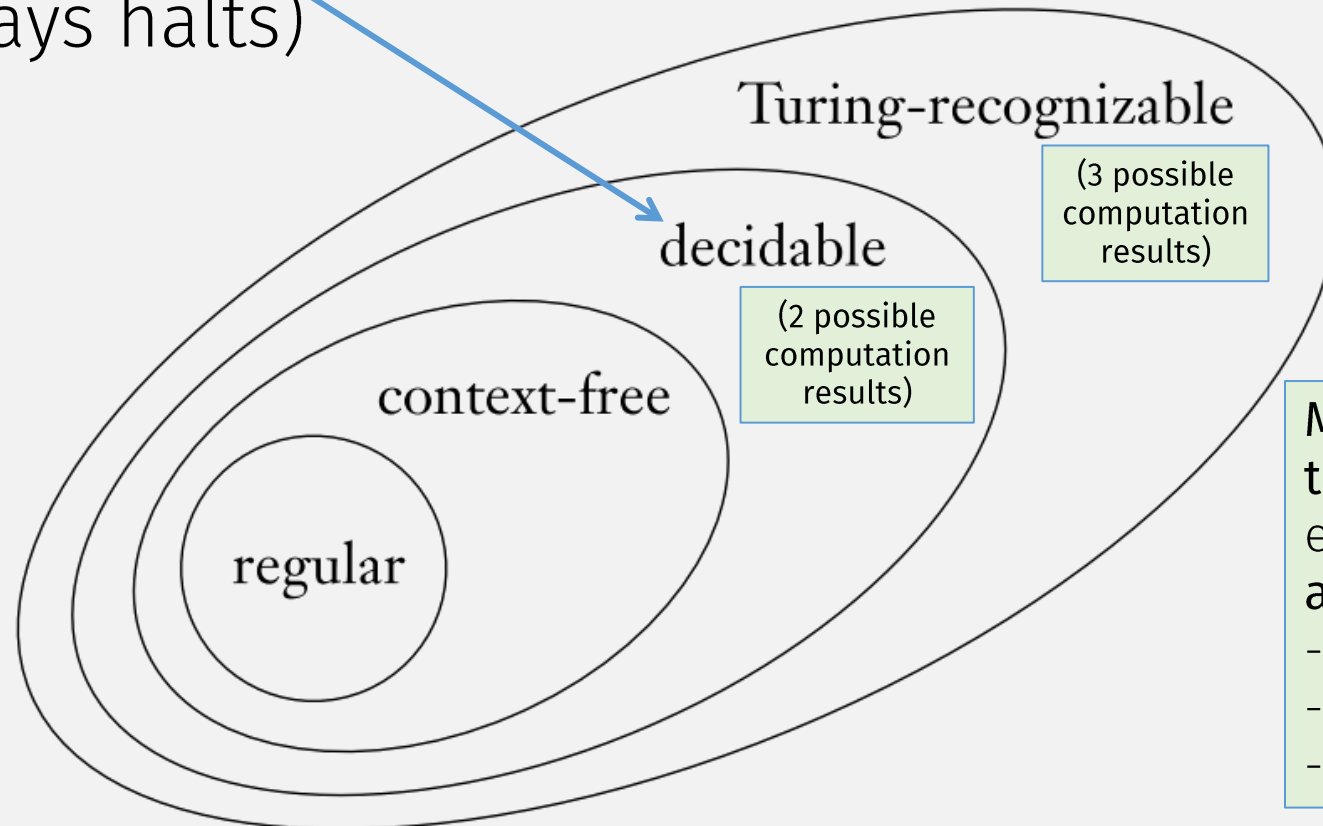 ays halts)
Turing-recognizable
(3 possible
computation
results)
decidable
(2 possible
computation
results)
context-free
regular
-
-
-